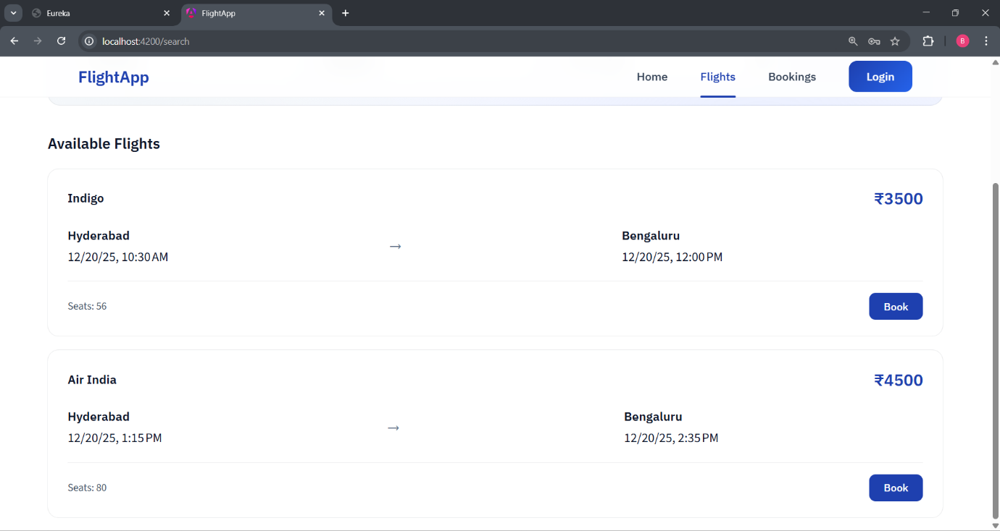 Eureka
FlightApp
localhost:4200/search
B
FlightApp Home Flights Bookings Login
Available Flights
Indigo ₹3500
Hyderabad → Bengaluru
12/20/25, 10:30 AM 12/20/25, 12:00 PM
Seats: 56 Book
Air India ₹4500
Hyderabad → Bengaluru
12/20/25, 1:15 PM 12/20/25, 2:35 PM
Seats: 80 Book